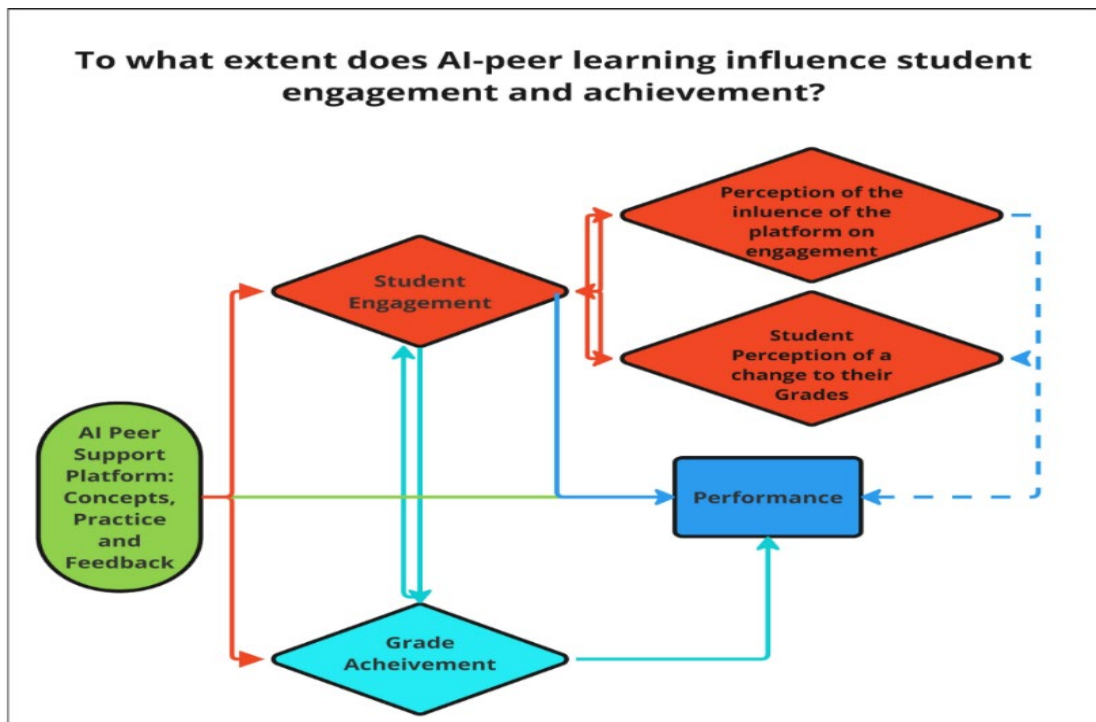 To what extent does AI-peer learning influence student
engagement and achievement?
Perception of the
inluence of the
platform on
engagement
Student
Engagement
Student
Perception of a
change to their
Grades
AI Peer
Support
Platform:
Concepts,
Practice
and
Feedback
Performance
Grade
Acheivement